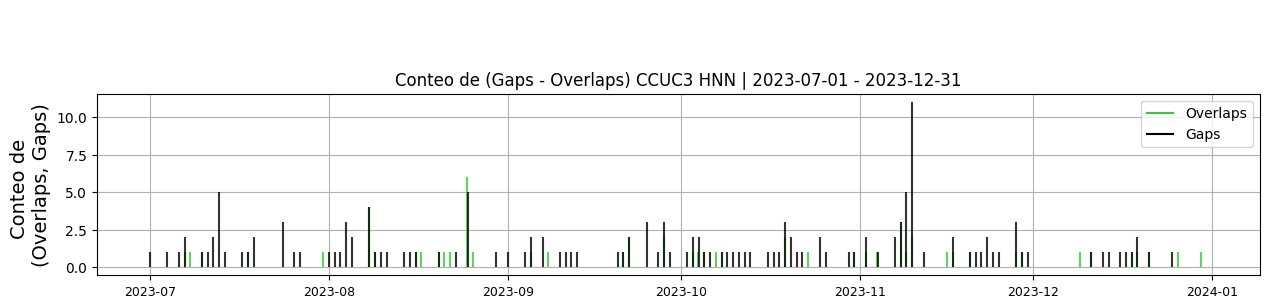 Conteo de (Gaps - Overlaps) CCUC3 HNN | 2023-07-01 - 2023-12-31
Conteo de
(Overlaps, Gaps)
10.0
7.5
5.0
2.5
0.0
Overlaps
Gaps
2023-07
2023-08
2023-09
2023-10
2023-11
2023-12
2024-01